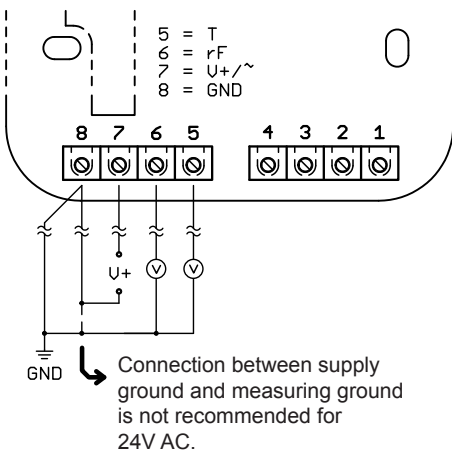 5 = T
6 = rF
7 = V+/~
8 = GND
8 7 6 5 4 3 2 1
V+
V V
GND
Connection between supply
ground and measuring ground
is not recommended for
24V AC.